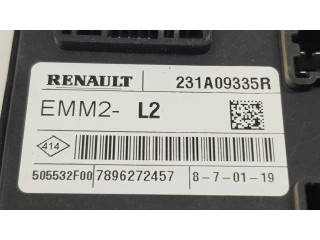 RENAULT 231A09335R
EMM2- L2
414
505532F00 7896272457 8-7-01-19